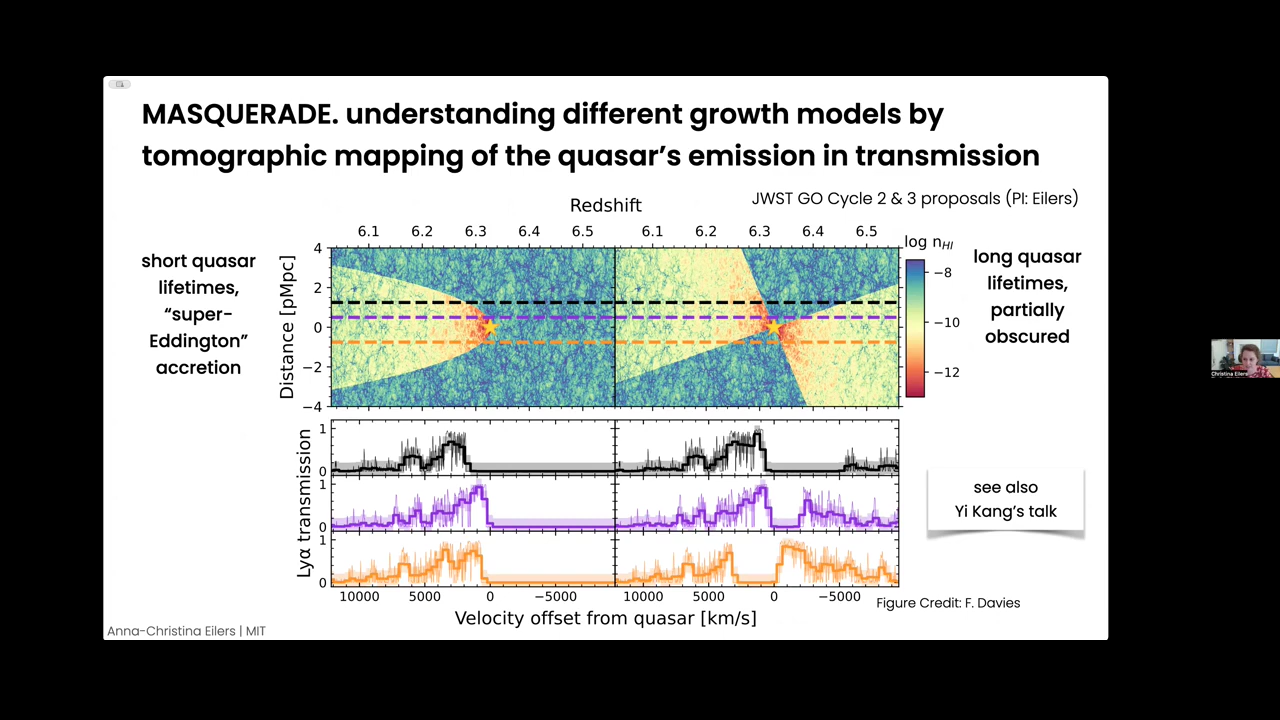 MASQUERADE. understanding different growth models by
tomographic mapping of the quasar's emission in transmission
JWST GO Cycle 2 & 3 proposals (PI: Eilers)
Redshift
6.1 6.2 6.3 6.4 6.5 6.1 6.2 6.3 6.4 6.5
short quasar
lifetimes,
“super-
Eddington”
accretion
Distance [pMpc]
4
2
0
−2
−4
log nHI
−8
−10
−12
long quasar
lifetimes,
partially
obscured
Lyα transmission
1
0
1
0
1
0
10000 5000 0 −5000 10000 5000 0 −5000
Velocity offset from quasar [km/s]
see also
Yi Kang's talk
Figure Credit: F. Davies
Anna-Christina Eilers | MIT
Christina Eilers